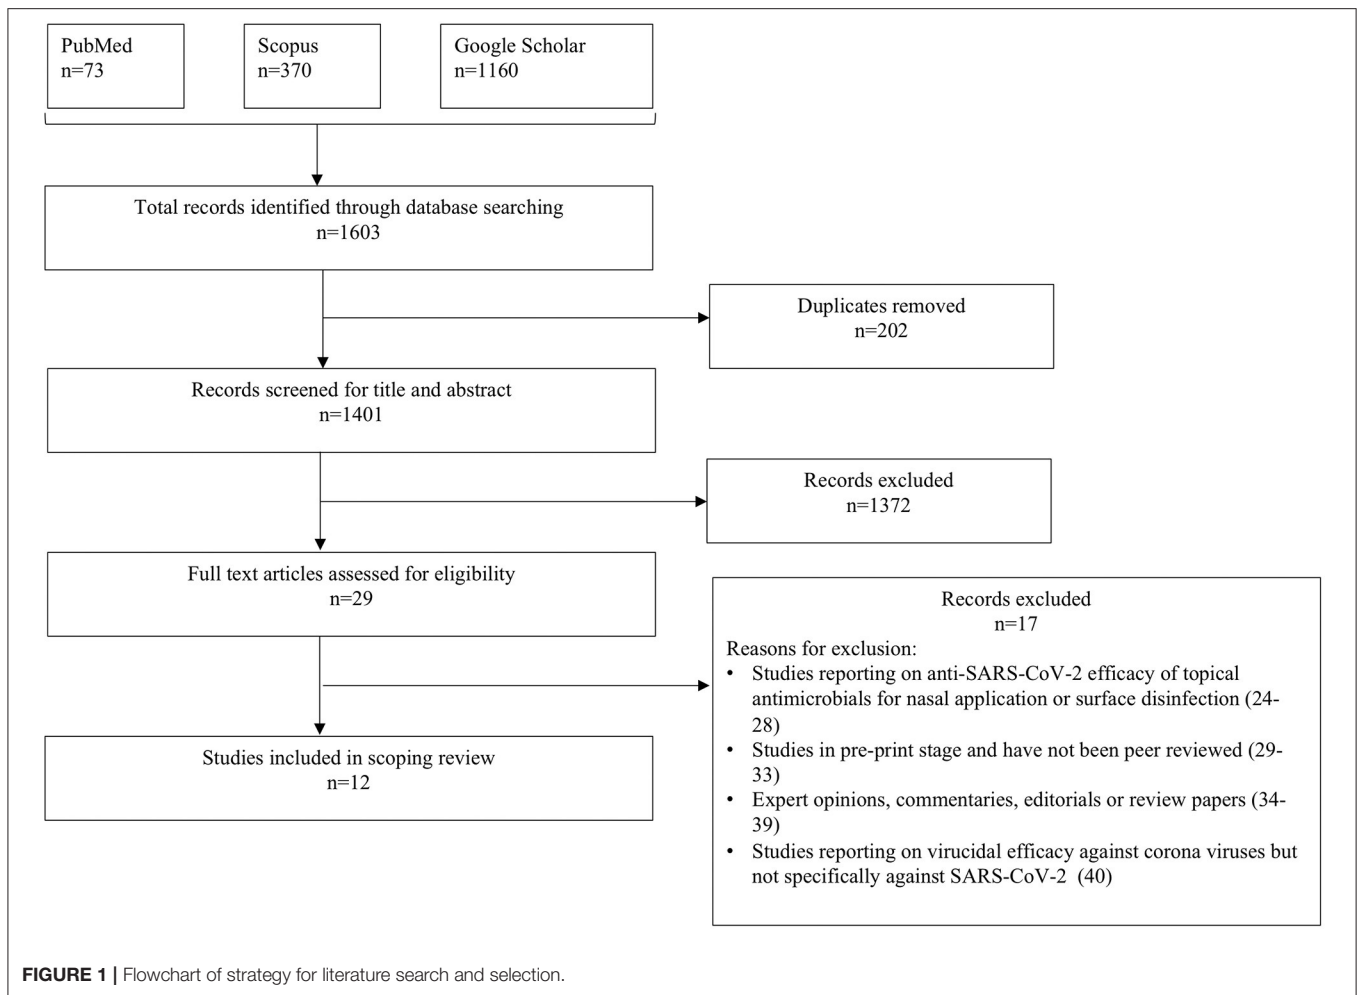 PubMed
n=73
Scopus
n=370
Google Scholar
n=1160
Total records identified through database searching
n=1603
Duplicates removed
n=202
Records screened for title and abstract
n=1401
Records excluded
n=1372
Full text articles assessed for eligibility
n=29
Records excluded
n=17
Reasons for exclusion:
• Studies reporting on anti-SARS-CoV-2 efficacy of topical
antimicrobials for nasal application or surface disinfection (24-
28)
• Studies in pre-print stage and have not been peer reviewed (29-
33)
• Expert opinions, commentaries, editorials or review papers (34-
39)
• Studies reporting on virucidal efficacy against corona viruses but
not specifically against SARS-CoV-2 (40)
Studies included in scoping review
n=12
FIGURE 1 | Flowchart of strategy for literature search and selection.